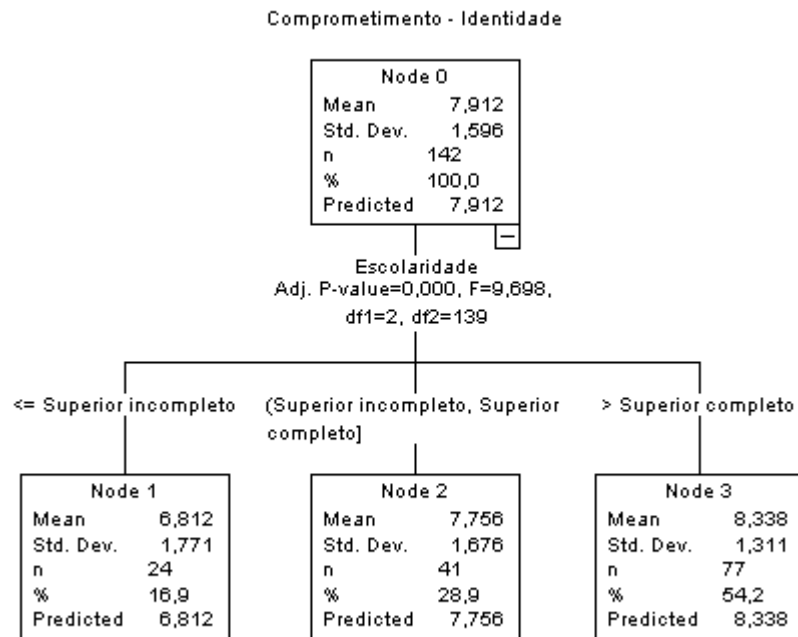 Comprometimento - Identidade
Node 0
Mean 7,912
Std. Dev. 1,596
n 142
% 100,0
Predicted 7,912
Escolaridade
Adj. P-value=0,000, F=9,698,
df1=2, df2=139
<= Superior incompleto
(Superior incompleto, Superior
completo]
> Superior completo
Node 1
Mean 6,812
Std. Dev. 1,771
n 24
% 16,9
Predicted 6,812
Node 2
Mean 7,756
Std. Dev. 1,676
n 41
% 28,9
Predicted 7,756
Node 3
Mean 8,338
Std. Dev. 1,311
n 77
% 54,2
Predicted 8,338